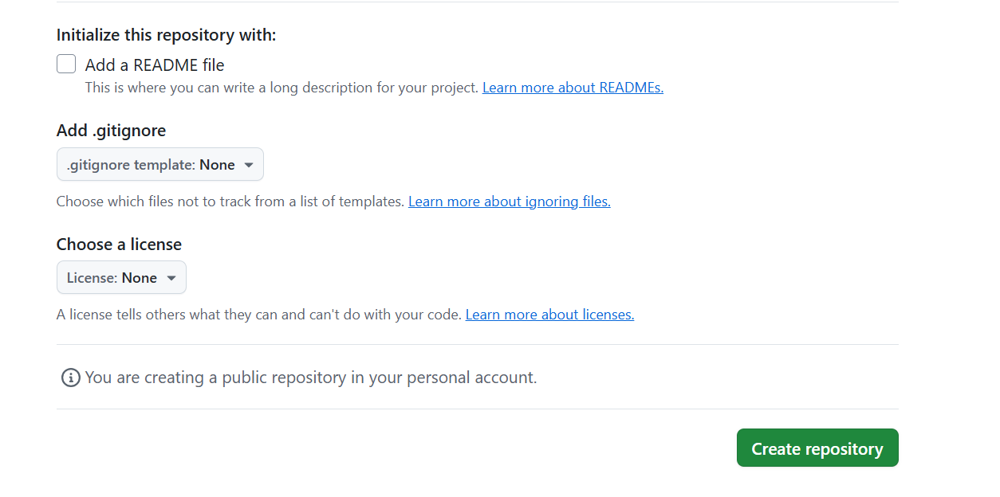 Initialize this repository with:
Add a README file
This is where you can write a long description for your project. Learn more about READMEs.
Add .gitignore
.gitignore template: None
Choose which files not to track from a list of templates. Learn more about ignoring files.
Choose a license
License: None
A license tells others what they can and can't do with your code. Learn more about licenses.
You are creating a public repository in your personal account.
Create repository